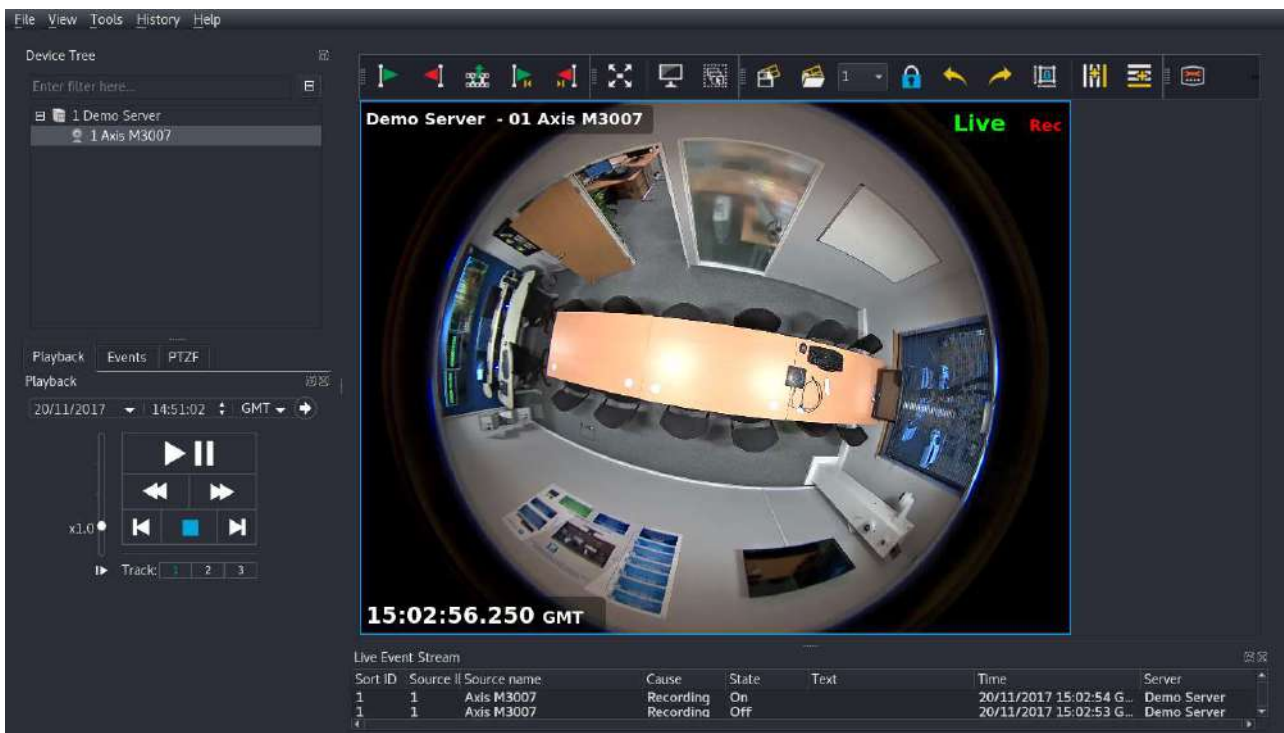 File View Tools History Help
Device Tree
Enter filter here...
1 Demo Server
1 Axis M3007
1
Demo Server - 01 Axis M3007
Live Rec
Playback Events PTZF
Playback
20/11/2017 14:51:02 GMT
x1.0
Track: 1 2 3
15:02:56.250 GMT
Live Event Stream
Sort ID Source II Source name Cause State Text Time Server
1 1 Axis M3007 Recording On 20/11/2017 15:02:54 G... Demo Server
1 1 Axis M3007 Recording Off 20/11/2017 15:02:53 G... Demo Server